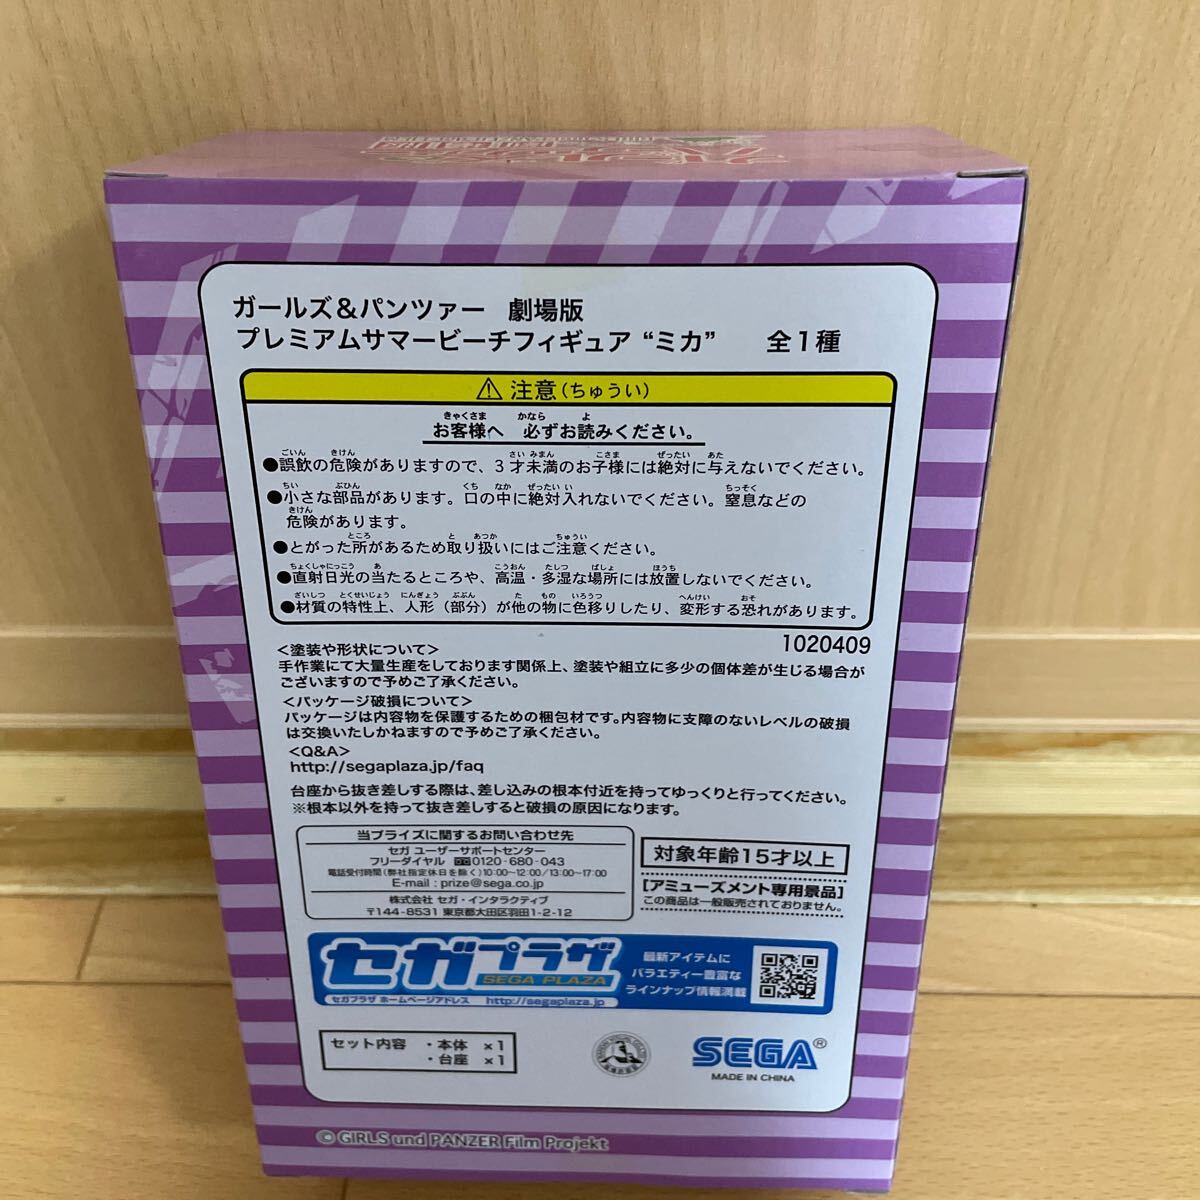 ガールズ＆パンツァー 劇場版
プレミアムサマービーチフィギュア “ミカ” 全1種
⚠ 注意（ちゅうい）
お客様へ 必ずお読みください。
●誤飲の危険がありますので、3才未満のお子様には絶対に与えないでください。
●小さな部品があります。口の中に絶対入れないでください。窒息などの
危険があります。
●とがった所があるため取り扱いにはご注意ください。
●直射日光の当たるところや、高温・多湿な場所には放置しないでください。
●材質の特性上、人形（部分）が他の物に色移りしたり、変形する恐れがあります。
1020409
＜塗装や形状について＞
手作業にて大量生産をしております関係上、塗装や組立に多少の個体差が生じる場合が
ございますので予めご了承ください。
＜パッケージ破損について＞
パッケージは内容物を保護するための梱包材です。内容物に支障のないレベルの破損
は交換いたしかねますので予めご了承ください。
＜Q&A＞
http://segaplaza.jp/faq
台座から抜き差しする際は、差し込みの根本付近を持ってゆっくりと行ってください。
※根本以外を持って抜き差しすると破損の原因になります。
当プライズに関するお問い合わせ先
セガ ユーザーサポートセンター
フリーダイヤル 0120-680-043
電話受付時間（弊社指定休日を除く）10:00～12:00/13:00～17:00
E-mail : prize@sega.co.jp
株式会社 セガ・インタラクティブ
〒144-8531 東京都大田区羽田1-2-12
対象年齢15才以上
［アミューズメント専用景品］
この商品は一般販売されておりません。
セガプラザ
SEGA PLAZA
セガプラザ ホームページアドレス http://segaplaza.jp
最新アイテムに
バラエティー豊富な
ラインナップ情報満載
セット内容 ・本体 ×1
・台座 ×1
SEGA®
MADE IN CHINA
© GIRLS und PANZER Film Projekt